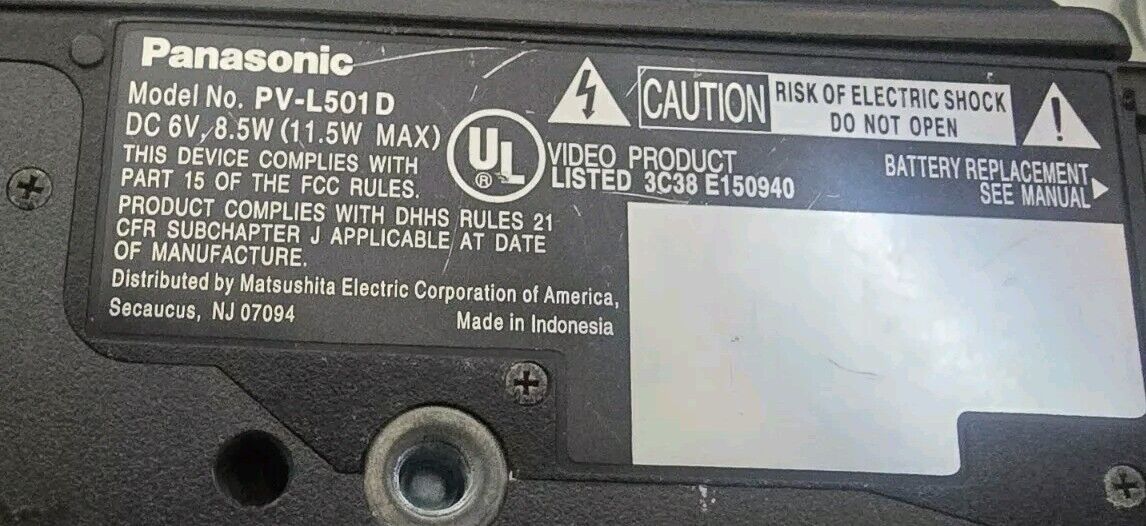 Panasonic
Model No. PV-L501D
DC 6V, 8.5W (11.5W MAX)
THIS DEVICE COMPLIES WITH
PART 15 OF THE FCC RULES.
PRODUCT COMPLIES WITH DHHS RULES 21
CFR SUBCHAPTER J APPLICABLE AT DATE
OF MANUFACTURE.
Distributed by Matsushita Electric Corporation of America,
Secaucus, NJ 07094
Made in Indonesia
UL
®
VIDEO PRODUCT
LISTED 3C38 E150940
CAUTION
RISK OF ELECTRIC SHOCK
DO NOT OPEN
BATTERY REPLACEMENT
SEE MANUAL